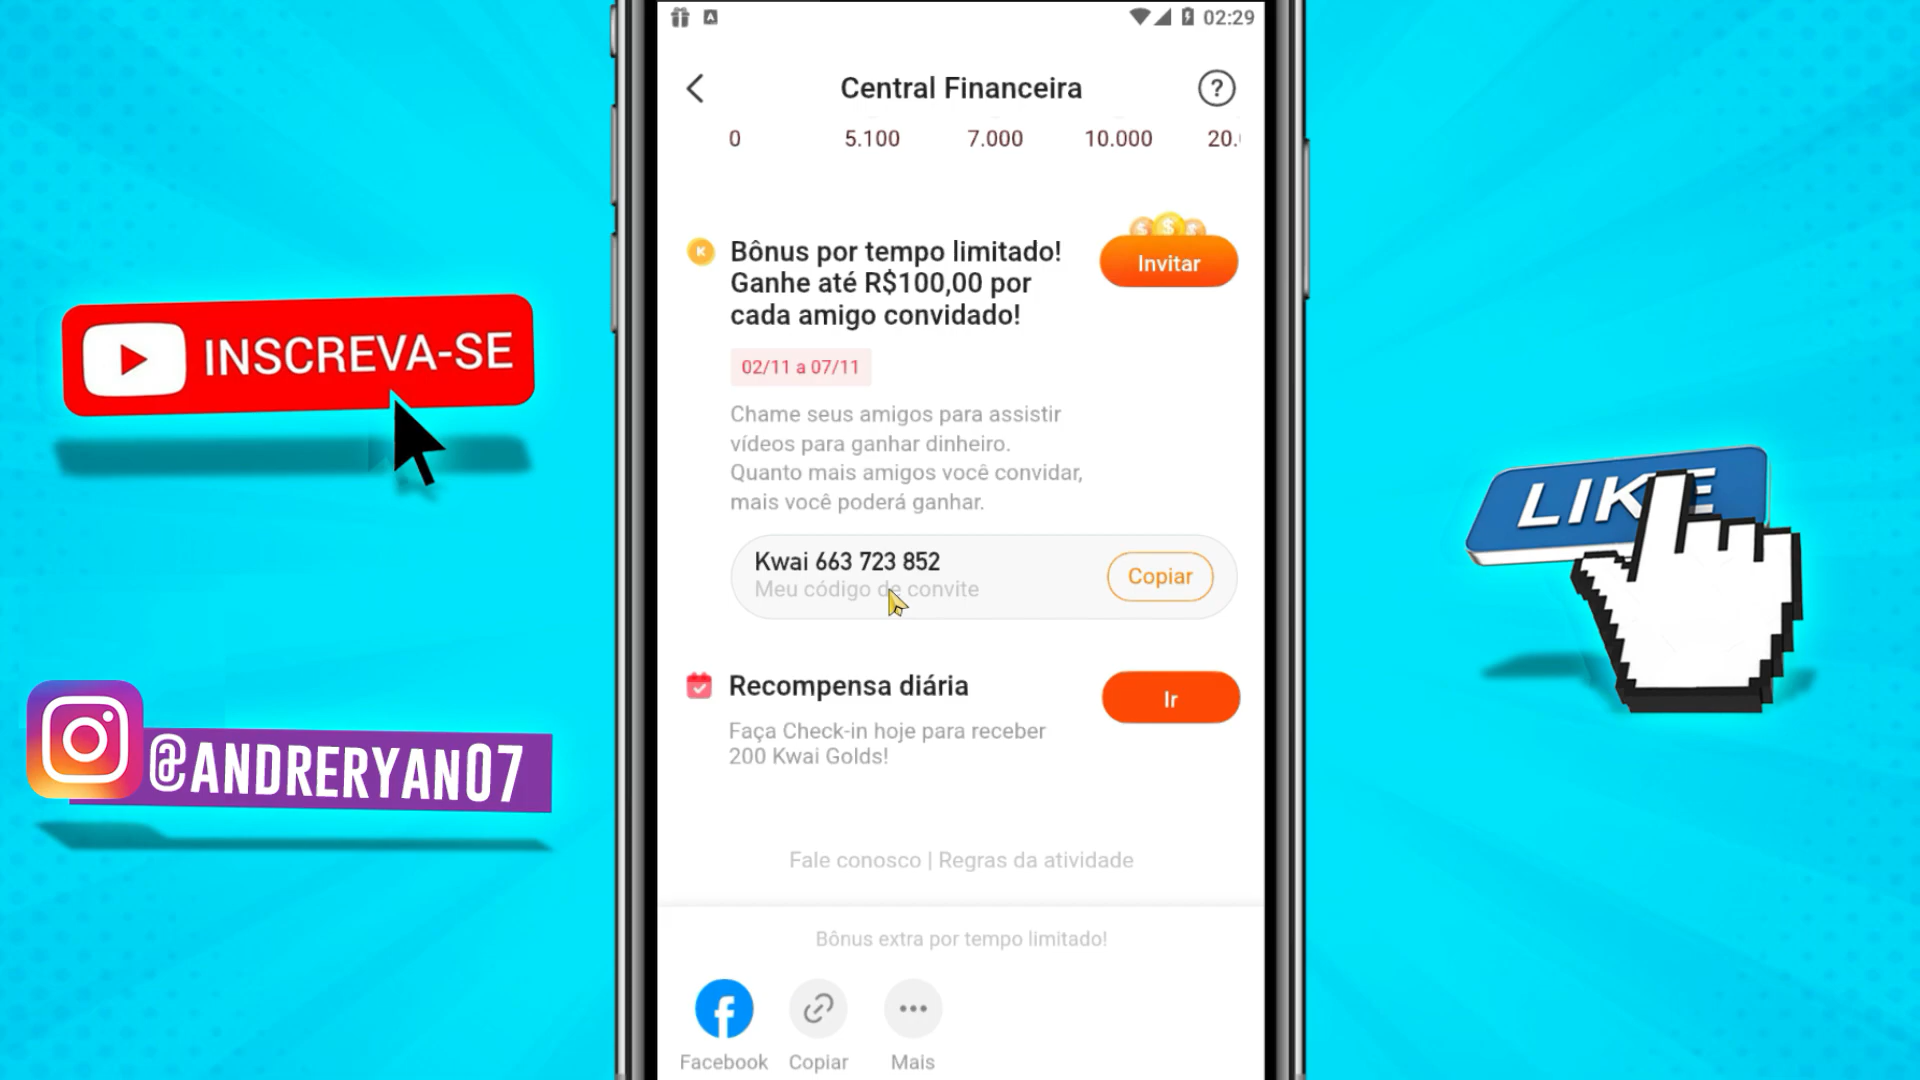 02:29
Central Financeira
?
0 5.100 7.000 10.000 20.
Bônus por tempo limitado!
Ganhe até R$100,00 por
cada amigo convidado!
Invitar
02/11 a 07/11
Chame seus amigos para assistir
vídeos para ganhar dinheiro.
Quanto mais amigos você convidar,
mais você poderá ganhar.
Kwai 663 723 852
Meu código de convite
Copiar
Recompensa diária
Ir
Faça Check-in hoje para receber
200 Kwai Golds!
Fale conosco | Regras da atividade
Bônus extra por tempo limitado!
Facebook Copiar Mais
INSCREVA-SE
@ANDRERYAN07
LIKE